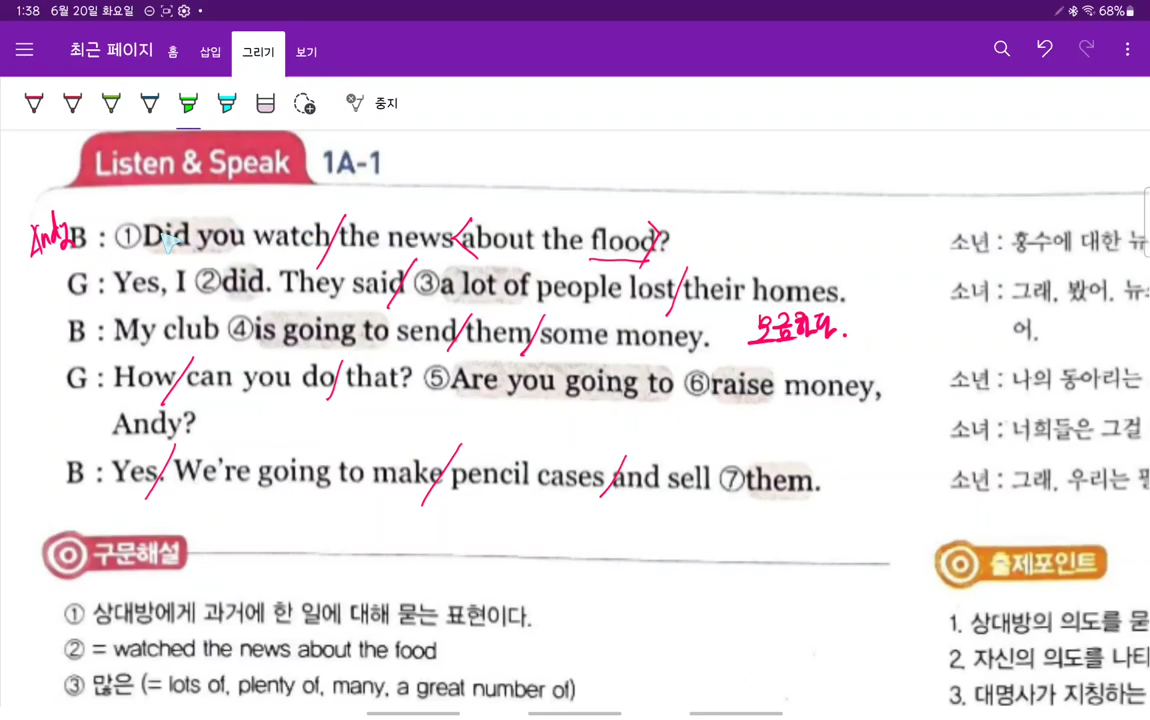 1:38 6월 20일 화요일 68%
최근 페이지 홈 삽입 그리기 보기
중지
Listen & Speak 1A-1
Andy B : ①Did you watch the news about the flood?
소년 : 홍수에 대한 뉴
G : Yes, I ②did. They said ③a lot of people lost their homes.
소녀 : 그래, 봤어. 뉴스
어.
B : My club ④is going to send them some money.
모금하다.
G : How can you do that? ⑤Are you going to ⑥raise money,
소년 : 나의 동아리는
Andy?
소녀 : 너희들은 그걸
B : Yes. We're going to make pencil cases and sell ⑦them.
소년 : 그래, 우리는 필
구문해설
출제포인트
① 상대방에게 과거에 한 일에 대해 묻는 표현이다.
1. 상대방의 의도를 묻
② = watched the news about the food
2. 자신의 의도를 나타
③ 많은 (= lots of, plenty of, many, a great number of)
3. 대명사가 지칭하는